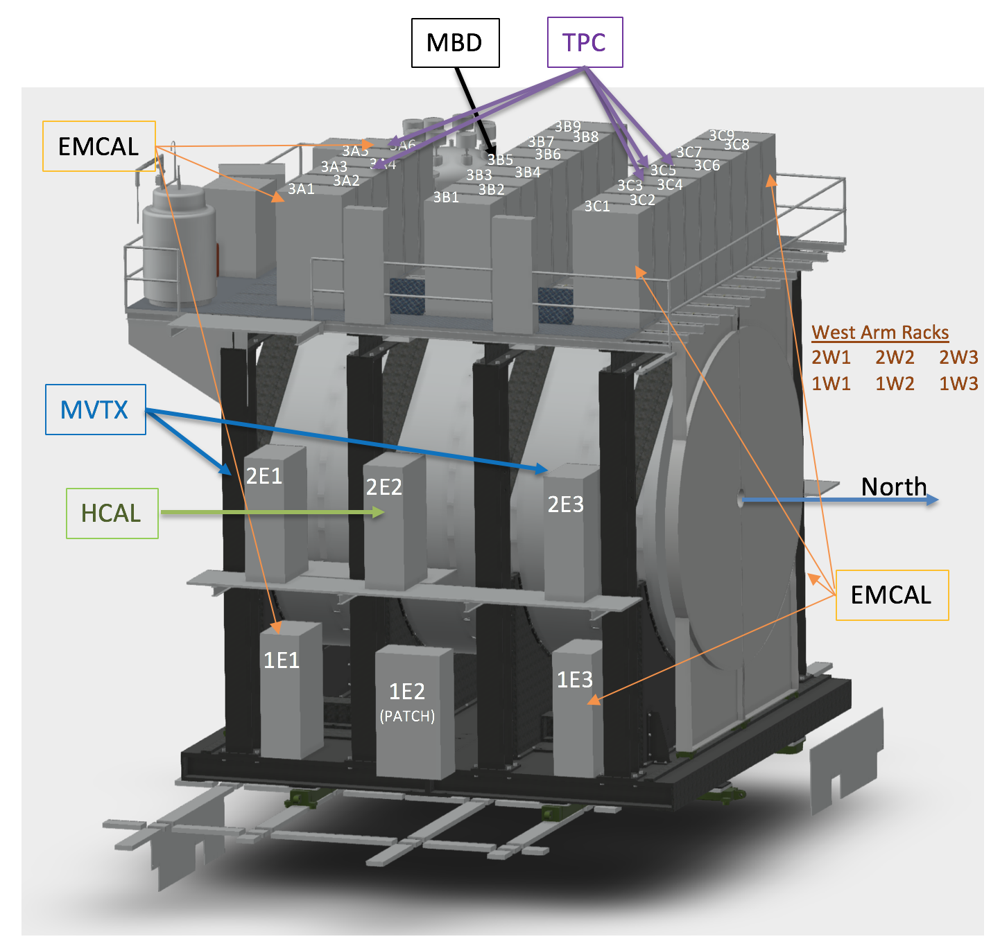 MBD
TPC
EMCAL
3A1
3A2
3A3
3A4
3A5
3A6
3B1
3B2
3B3
3B4
3B5
3B6
3B7
3B8
3B9
3C1
3C2
3C3
3C4
3C5
3C6
3C7
3C8
3C9
West Arm Racks
2W1 2W2 2W3
1W1 1W2 1W3
MVTX
2E1
2E2
2E3
North
HCAL
EMCAL
1E1
1E2
(PATCH)
1E3